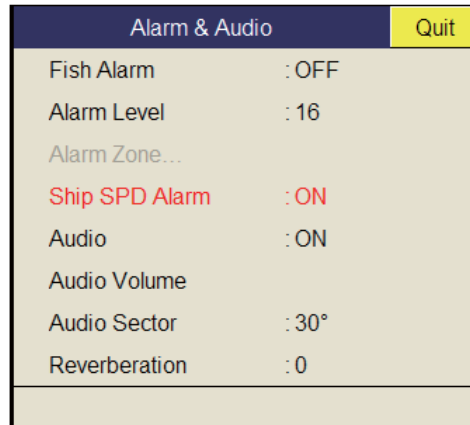 Alarm & Audio Quit
Fish Alarm : OFF
Alarm Level : 16
Alarm Zone...
Ship SPD Alarm : ON
Audio : ON
Audio Volume
Audio Sector : 30°
Reverberation : 0